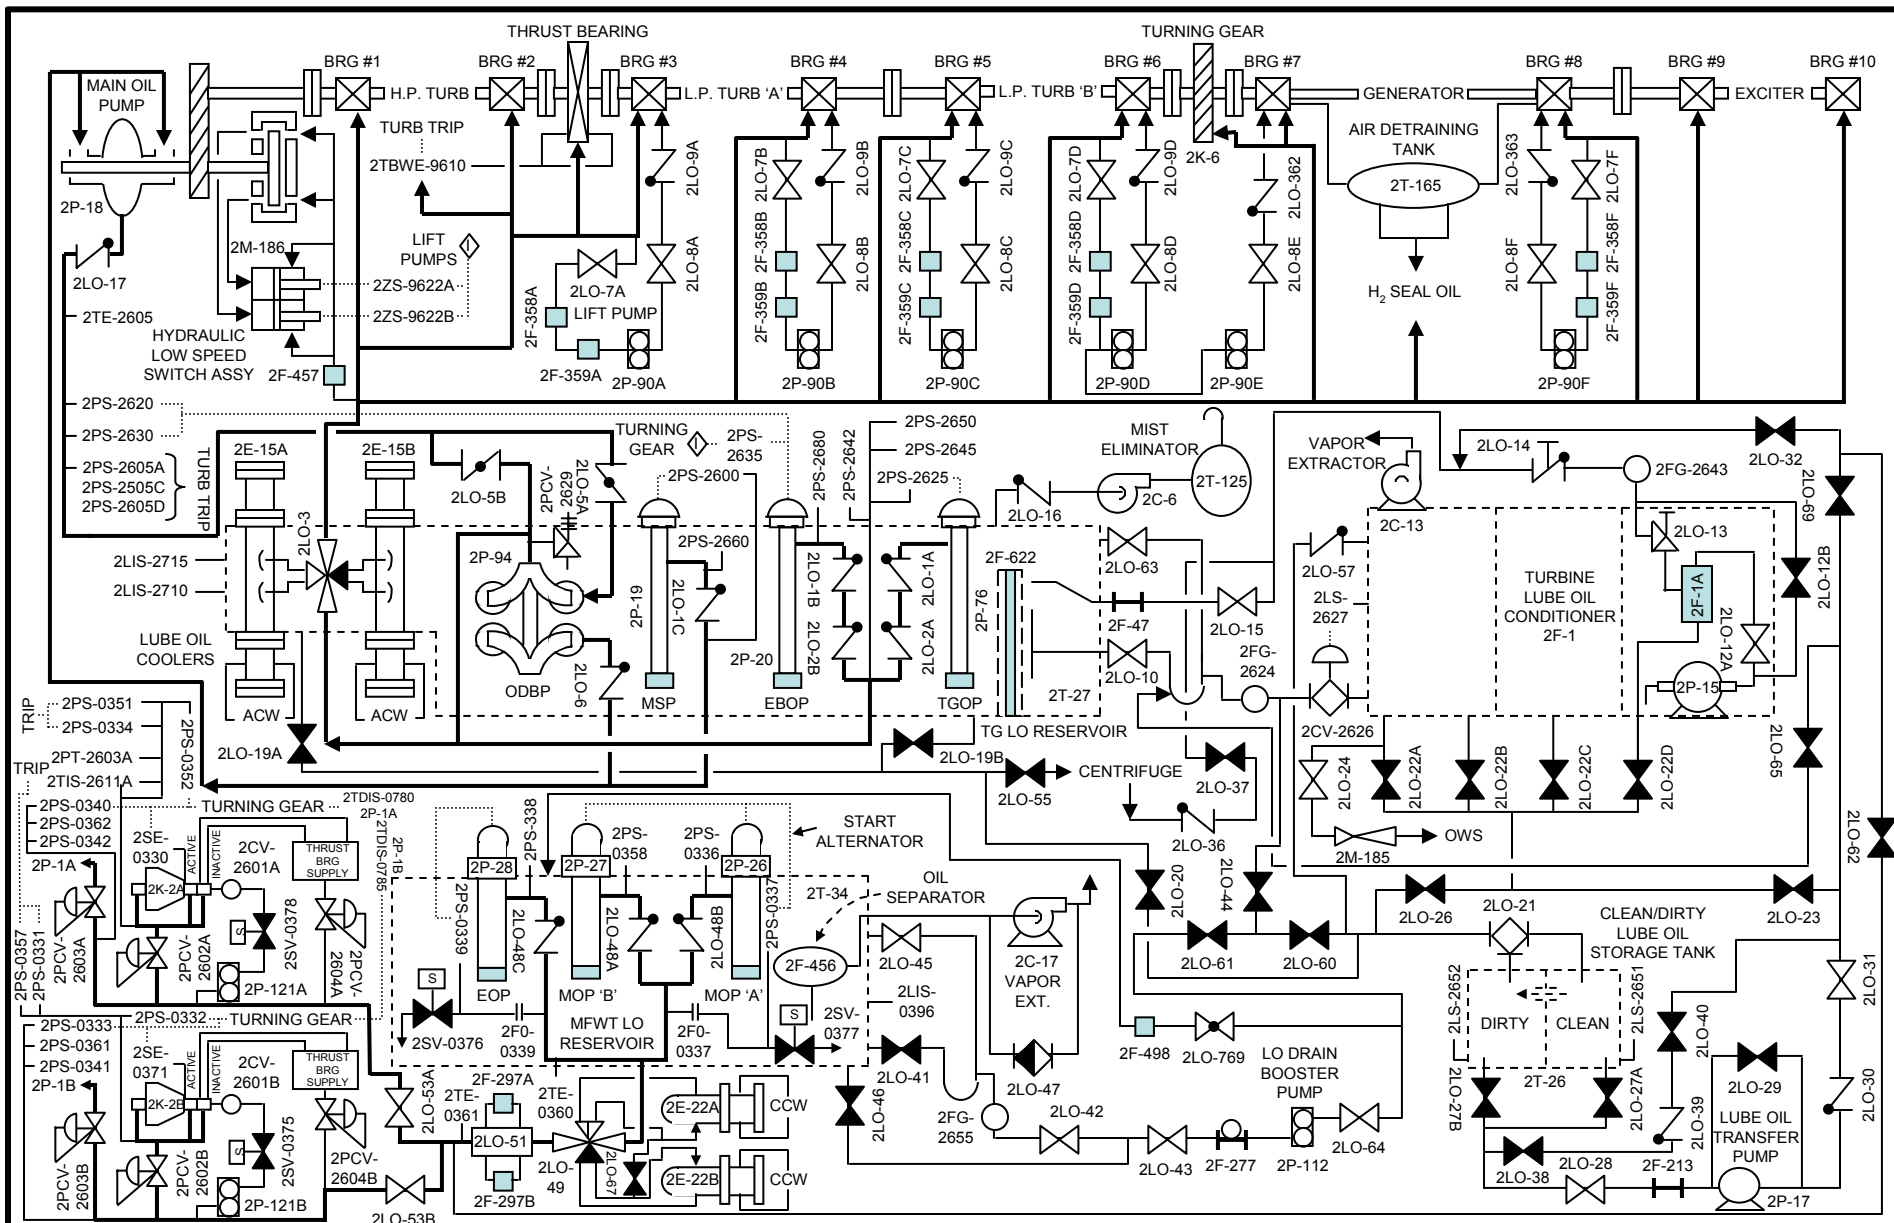 THRUST BEARING
TURNING GEAR
BRG #1
BRG #2
BRG #3
BRG #4
BRG #5
BRG #6
BRG #7
BRG #8
BRG #9
BRG #10
MAIN OIL
PUMP
H.P. TURB
L.P. TURB ‘A’
L.P. TURB ‘B’
GENERATOR
EXCITER
TURB TRIP
2TBWE-9610
2LO-9A
2LO-7B
2LO-9B
2LO-7C
2LO-9C
2LO-7D
2LO-9D
2K-6
2LO-362
AIR DETRAINING
TANK
2T-165
2LO-363
2LO-7F
2P-18
2LO-17
2M-186
LIFT
PUMPS
I
2ZS-9622A
2ZS-9622B
2LO-7A
2LO-8A
LIFT PUMP
2F-358A
2F-359A
2P-90A
2F-358B
2F-359B
2LO-8B
2P-90B
2F-358C
2F-359C
2LO-8C
2P-90C
2F-358D
2F-359D
2LO-8D
2P-90D
2LO-8E
2P-90E
H2 SEAL OIL
2LO-8F
2F-358F
2F-359F
2P-90F
2TE-2605
HYDRAULIC
LOW SPEED
SWITCH ASSY
2F-457
2PS-2620
2PS-2630
2PS-2605A
2PS-2505C
2PS-2605D
TURB TRIP
2E-15A
2E-15B
2LO-3
2LO-5B
2PCV-
2629
2LO-5A
TURNING
GEAR
I
2PS-
2635
2PS-2600
2PS-2680
2PS-2642
2PS-2650
2PS-2645
2PS-2625
MIST
ELIMINATOR
2T-125
2C-6
2LO-16
VAPOR
EXTRACTOR
2C-13
2LO-14
2FG-2643
2LO-32
2LO-69
2LO-13
2LO-12B
2LIS-2715
2LIS-2710
LUBE OIL
COOLERS
ACW
ACW
2P-94
ODBP
2LO-6
2PS-2660
2P-19
2LO-1C
MSP
2P-20
2LO-1B
2LO-2B
EBOP
2LO-1A
2LO-2A
2P-76
TGOP
2F-622
2T-27
TG LO RESERVOIR
2LO-63
2F-47
2LO-15
2LO-10
2FG-
2624
2LO-57
2LS-
2627
2CV-2626
TURBINE
LUBE OIL
CONDITIONER
2F-1
2F-1A
2LO-12A
2P-15
2LO-65
2LO-62
2LO-19A
2LO-19B
2LO-55
CENTRIFUGE
2LO-37
2LO-36
2LO-24
2LO-22A
2LO-22B
2LO-22C
2LO-22D
2M-185
OWS
TRIP
2PS-0351
2PS-0334
2PS-0352
2PT-2603A
TRIP
2TIS-2611A
2PS-0340
2PS-0362
2PS-0342
TURNING GEAR
2TDIS-0780
2P-1A
2TDIS-0785
2P-1B
2SE-
0330
ACTIVE
INACTIVE
2CV-
2601A
THRUST
BRG
SUPPLY
2P-1A
2K-2A
2PCV-
2603A
2PCV-
2602A
S
2SV-0378
2P-121A
2PCV-
2604A
2PS-0357
2PS-0331
2PS-0332
2PS-0333
2PS-0361
2PS-0341
TURNING GEAR
2SE-
0371
ACTIVE
INACTIVE
2CV-
2601B
THRUST
BRG
SUPPLY
2P-1B
2K-2B
2PCV-
2603B
2PCV-
2602B
S
2SV-0375
2P-121B
2PCV-
2604B
2LO-53A
2LO-53B
2PS-338
2P-28
2PS-0339
2LO-48C
EOP
2P-27
2PS-
0358
2LO-48A
MOP ‘B’
2PS-
0336
2P-26
2LO-48B
2PS-0337
MOP ‘A’
START
ALTERNATOR
2T-34
OIL
SEPARATOR
2F-456
S
2SV-0376
2F0-
0339
MFWT LO
RESERVOIR
2F0-
0337
S
2SV-
0377
2LIS-
0396
2LO-45
2C-17
VAPOR
EXT.
2LO-41
2LO-47
2LO-46
2FG-
2655
2LO-42
2LO-43
2F-277
2P-112
2LO-64
LO DRAIN
BOOSTER
PUMP
2F-498
2LO-769
2TE-
0361
2F-297A
2LO-51
2F-297B
2TE-
0360
2LO-
49
2LO-67
2E-22A
CCW
2E-22B
CCW
2LO-20
2LO-44
2LO-61
2LO-60
2LO-26
2LO-21
2LO-23
CLEAN/DIRTY
LUBE OIL
STORAGE TANK
2LS-2652
DIRTY
CLEAN
2LS-2651
2T-26
2LO-27B
2LO-27A
2LO-40
2LO-39
2LO-31
2LO-30
2LO-29
2LO-38
2LO-28
2F-213
LUBE OIL
TRANSFER
PUMP
2P-17